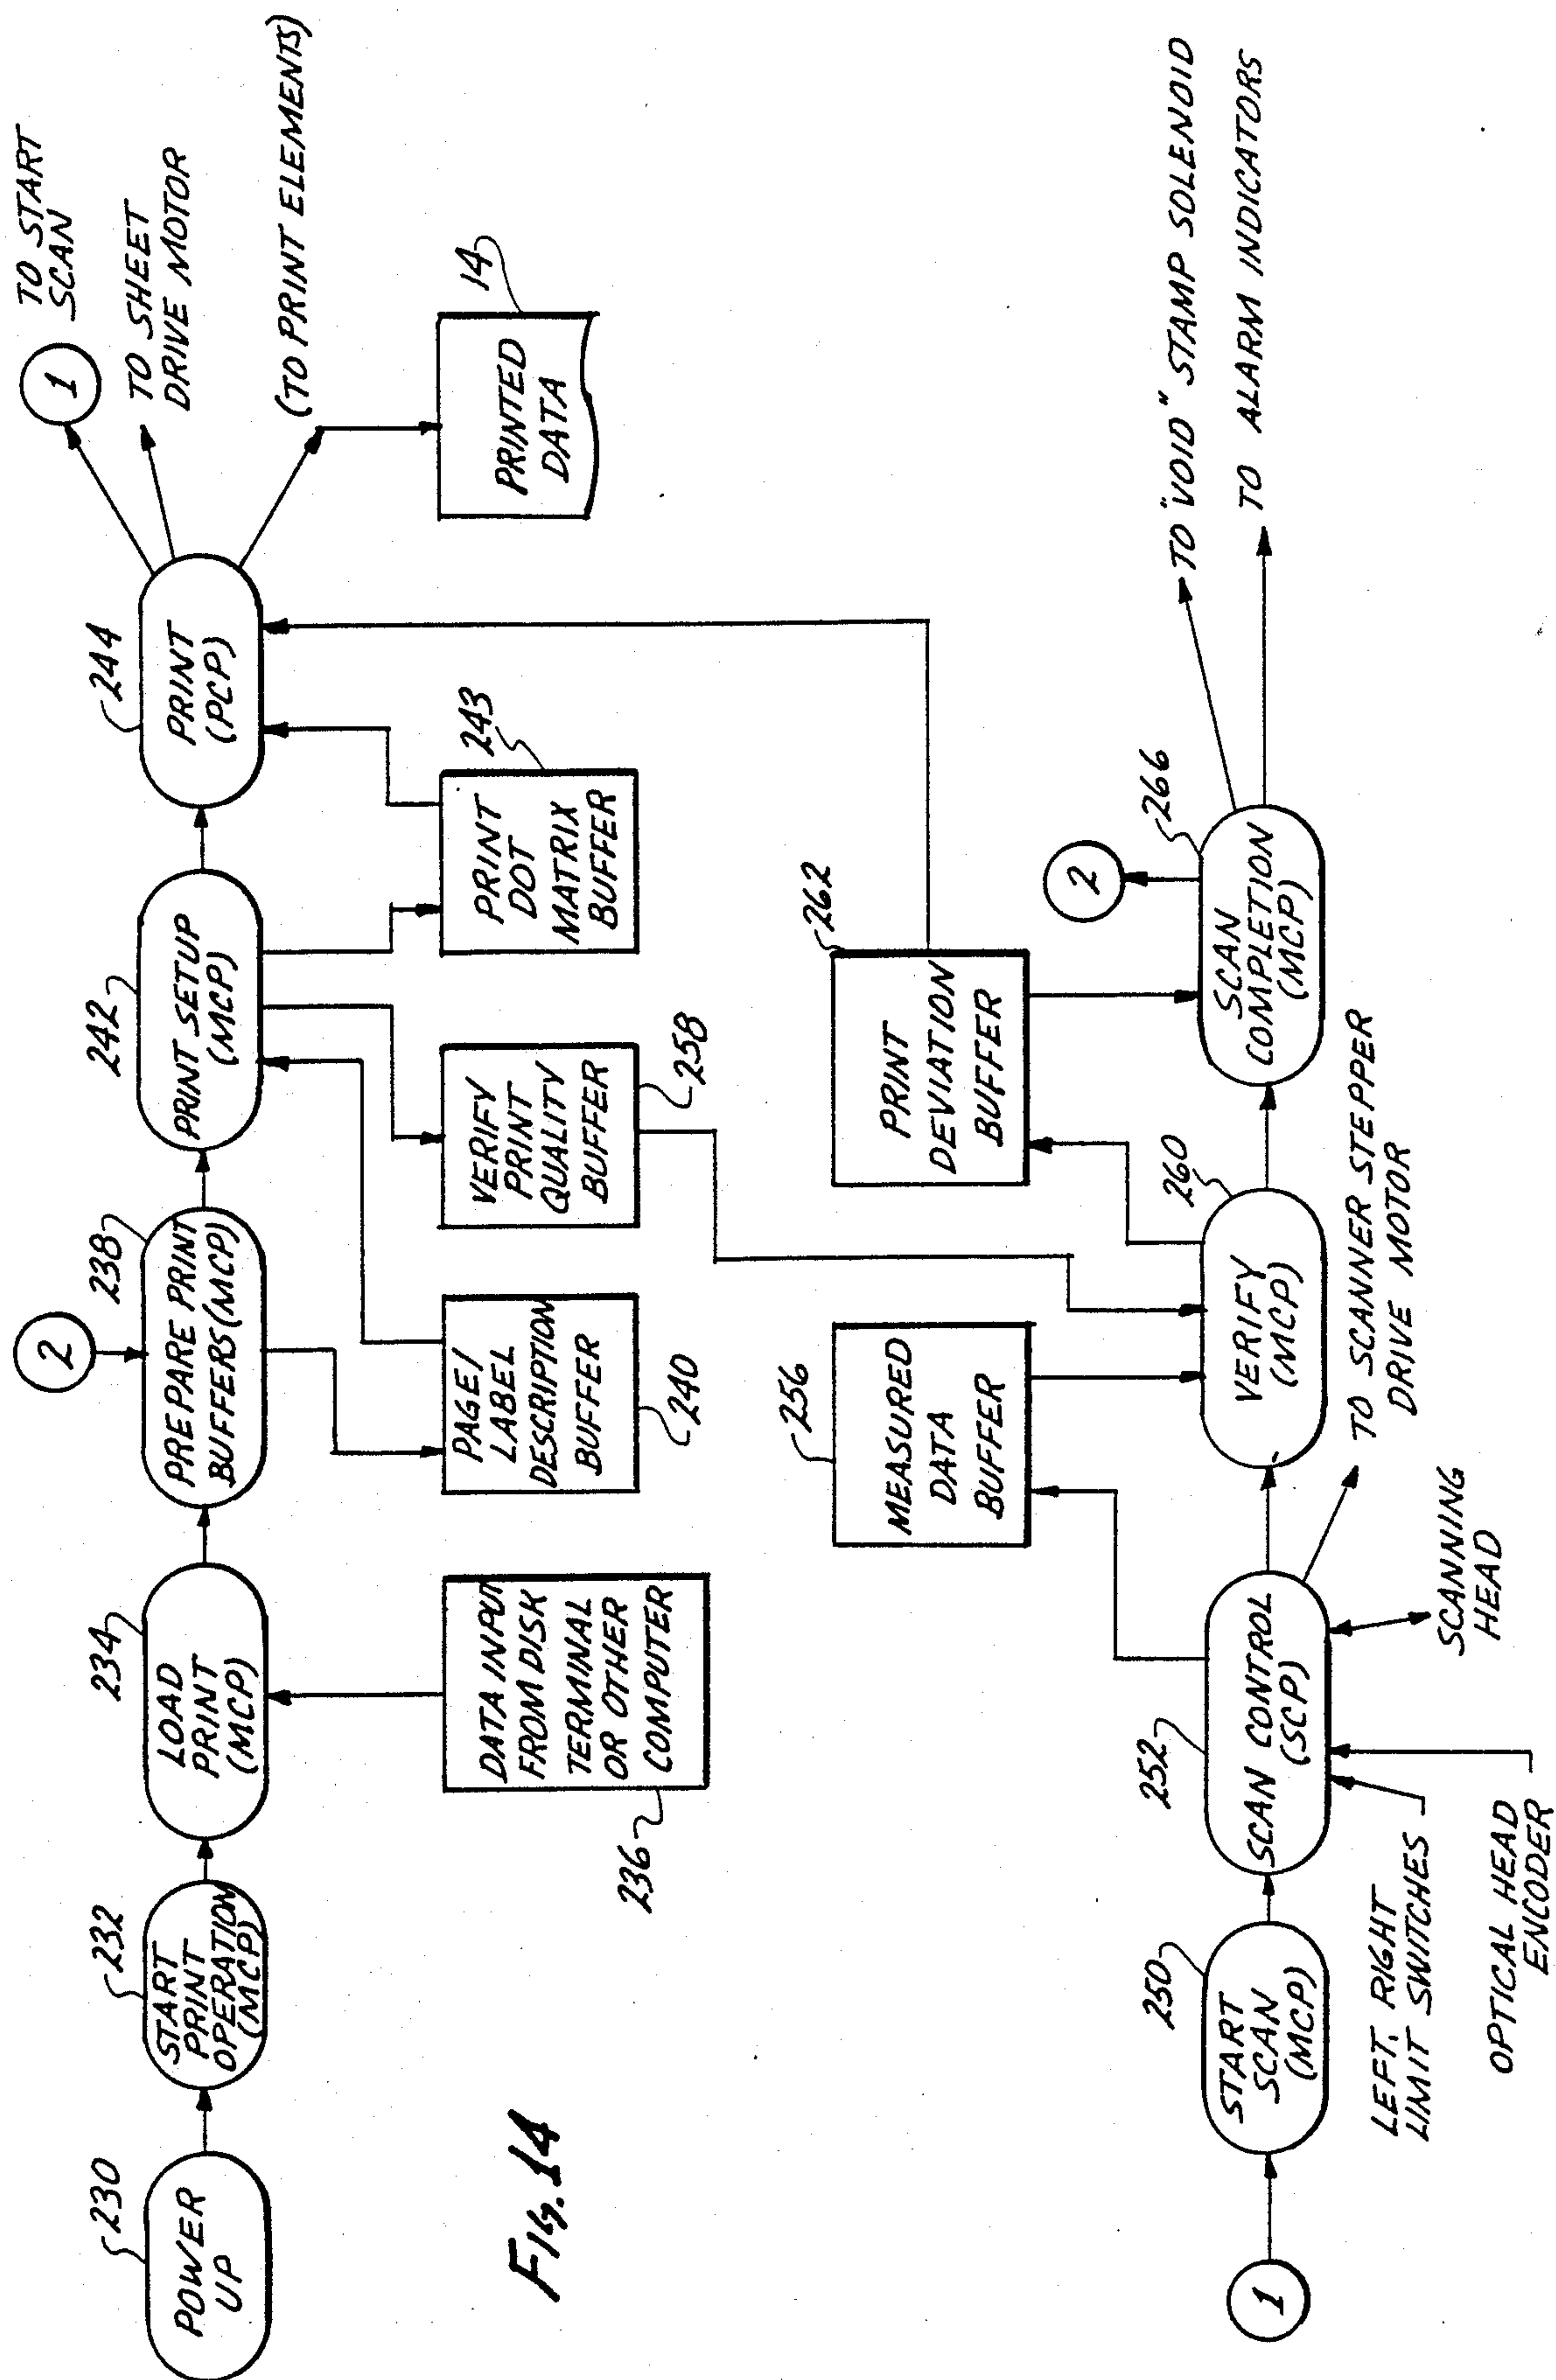 230
POWER
UP
232
START
PRINT
OPERATION
(MCP)
234
LOAD
PRINT
(MCP)
236
DATA INPUT
FROM DISK
TERMINAL
OR OTHER
COMPUTER
2
238
PREPARE PRINT
BUFFERS (MCP)
PAGE/
LABEL
DESCRIPTION
BUFFER
240
242
PRINT SETUP
(MCP)
VERIFY
PRINT
QUALITY
BUFFER
258
243
PRINT
DOT
MATRIX
BUFFER
244
PRINT
(PCP)
1
TO START
SCAN
TO SHEET
DRIVE MOTOR
(TO PRINT ELEMENTS)
14
PRINTED
DATA
FIG. 14
1
250
START
SCAN
(MCP)
252
SCAN CONTROL
(SCP)
LEFT, RIGHT
LIMIT SWITCHES
OPTICAL HEAD
ENCODER
SCANNING
HEAD
TO SCANNER STEPPER
DRIVE MOTOR
256
MEASURED
DATA
BUFFER
260
VERIFY
(MCP)
262
PRINT
DEVIATION
BUFFER
2
266
SCAN
COMPLETION
(MCP)
TO "VOID" STAMP SOLENOID
TO ALARM INDICATORS